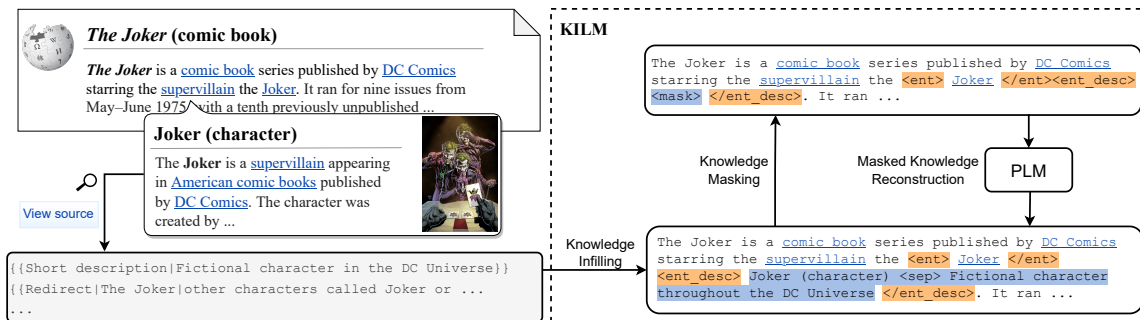 The Joker (comic book)
The Joker is a comic book series published by DC Comics
starring the supervillain the Joker. It ran for nine issues from
May–June 1975, with a tenth previously unpublished ...
Joker (character)
The Joker is a supervillain appearing
in American comic books published
by DC Comics. The character was
created by ...
View source
{{Short description|Fictional character in the DC Universe}}
{{Redirect|The Joker|other characters called Joker or ...
...
Knowledge
Infilling
KILM
The Joker is a comic book series published by DC Comics
starring the supervillain the <ent> Joker </ent><ent_desc>
<mask> </ent_desc>. It ran ...
Knowledge
Masking
Masked Knowledge
Reconstruction
PLM
The Joker is a comic book series published by DC Comics
starring the supervillain the <ent> Joker </ent>
<ent_desc> Joker (character) <sep> Fictional character
throughout the DC Universe </ent_desc>. It ran ...